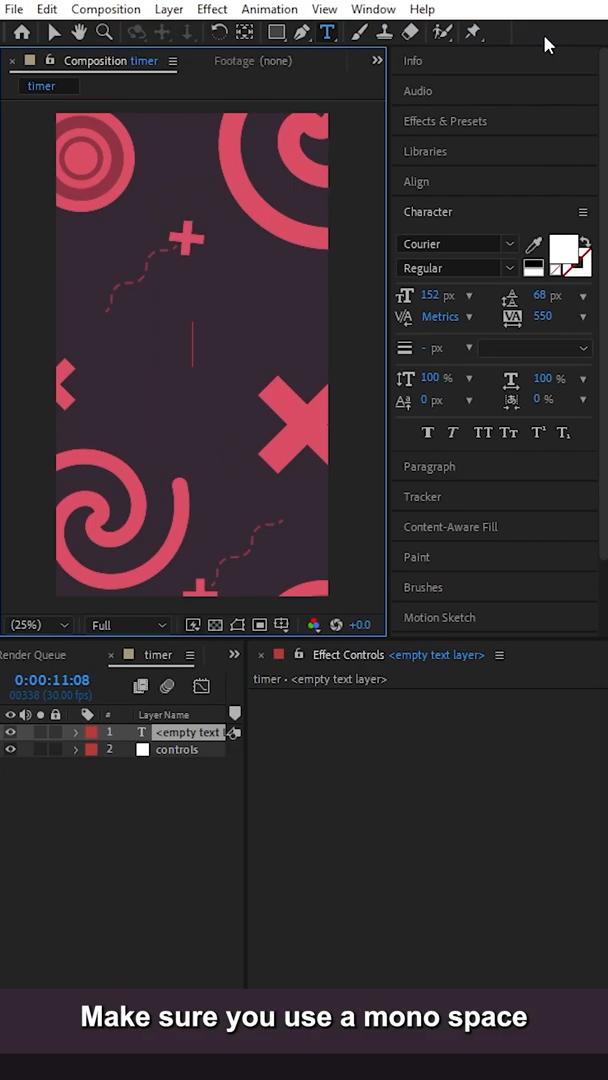 File Edit Composition Layer Effect Animation View Window Help
T
× Composition timer Footage (none) »
timer
Info
Audio
Effects & Presets
Libraries
Align
Character
Courier
Regular
152 px 68 px
Metrics 550
- px
100 % 100 %
0 px 0 %
T T TT Tт T¹ T₁
Paragraph
Tracker
Content-Aware Fill
Paint
Brushes
Motion Sketch
(25%) Full +0.0
Render Queue × timer »
0:00:11:08
00338 (30.00 fps)
# Layer Name
1 T <empty text l
2 controls
× Effect Controls <empty text layer>
timer • <empty text layer>
Make sure you use a mono space